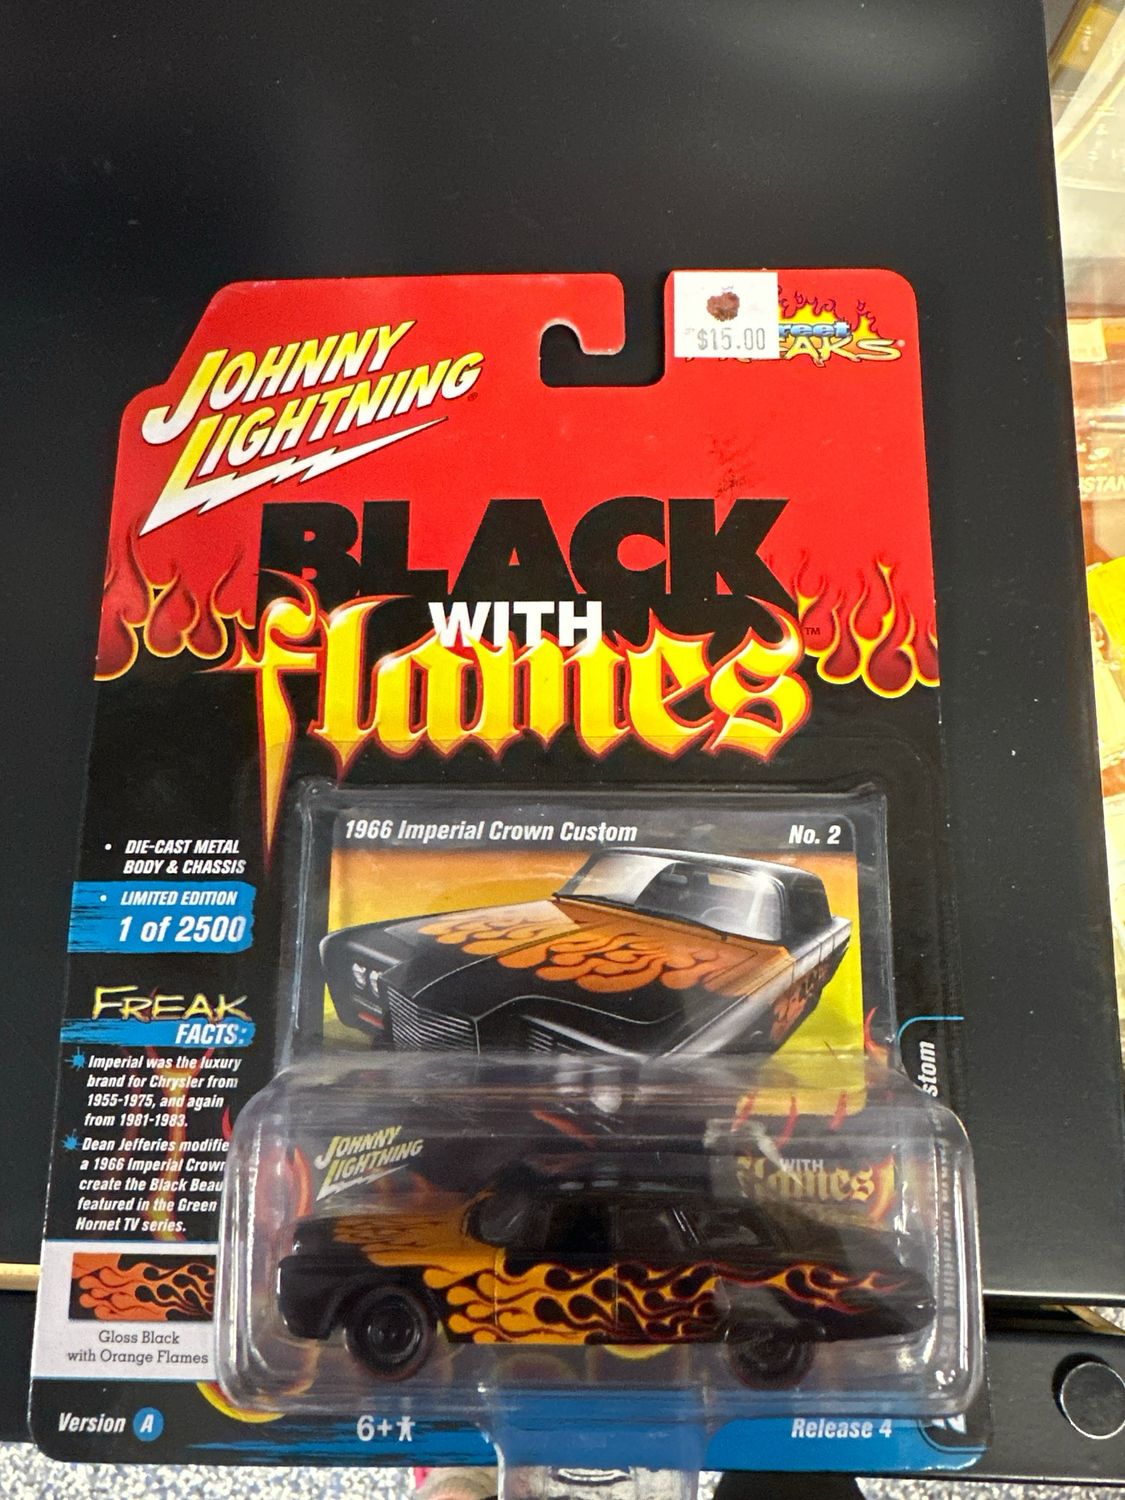 JOHNNY
LIGHTNING
$15.00
BLACK
WITH
flames
TM
1966 Imperial Crown Custom
No. 2
• DIE-CAST METAL
BODY & CHASSIS
• LIMITED EDITION
1 of 2500
FREAK
FACTS:
Imperial was the luxury
brand for Chrysler from
1955-1975, and again
from 1981-1983.
Dean Jefferies modifie
a 1966 Imperial Crown
create the Black Beau
featured in the Green
Hornet TV series.
JOHNNY
LIGHTNING
WITH
flames
Gloss Black
with Orange Flames
Version A
6+
Release 4